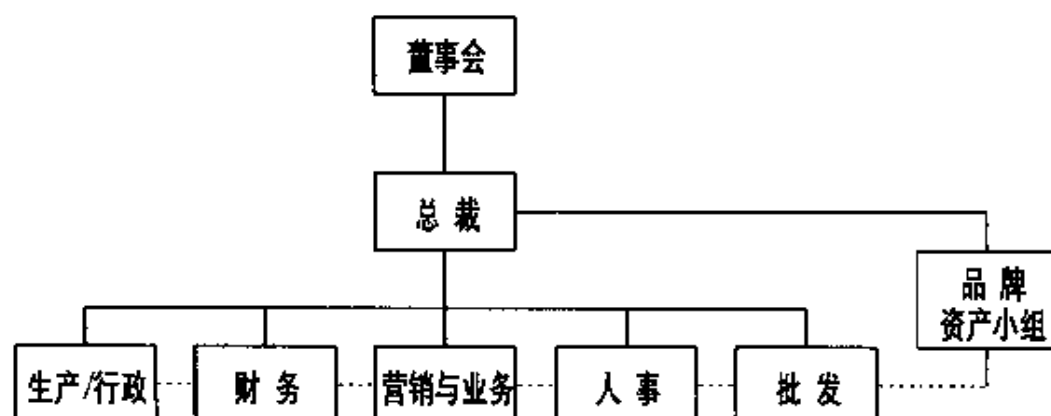 董事会
总裁
品牌
资产小组
生产/行政
财务
营销与业务
人事
批发